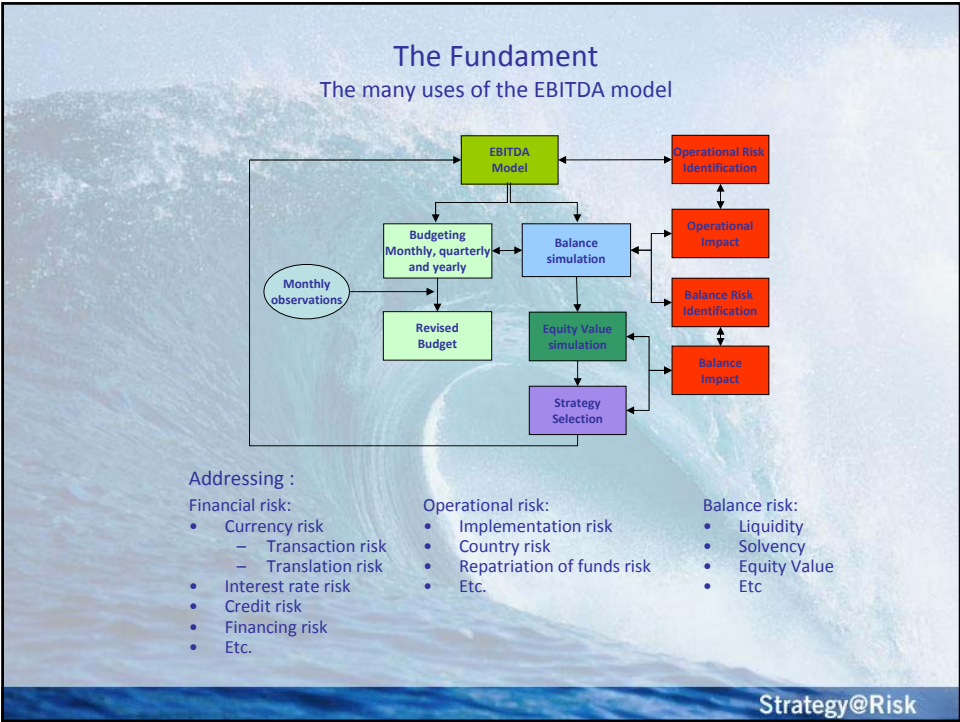 The Fundament
The many uses of the EBITDA model
EBITDA
Model
Operational Risk
Identification
Budgeting
Monthly, quarterly
and yearly
Balance
simulation
Operational
Impact
Monthly
observations
Balance Risk
Identification
Revised
Budget
Equity Value
simulation
Balance
Impact
Strategy
Selection
Addressing :
Financial risk:
• Currency risk
– Transaction risk
– Translation risk
• Interest rate risk
• Credit risk
• Financing risk
• Etc.
Operational risk:
• Implementation risk
• Country risk
• Repatriation of funds risk
• Etc.
Balance risk:
• Liquidity
• Solvency
• Equity Value
• Etc
Strategy@Risk